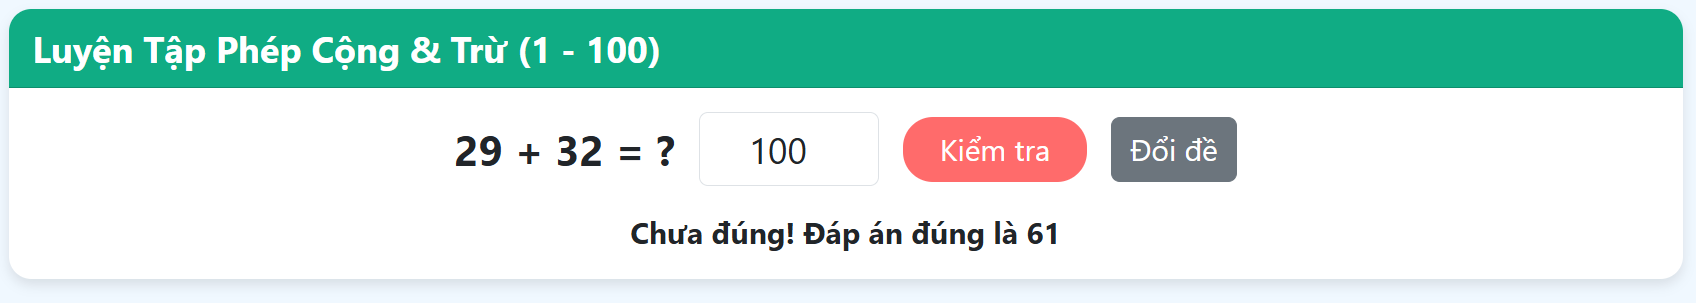 Luyện Tập Phép Cộng & Trừ (1 - 100)
29 + 32 = ? 100 Kiểm tra Đổi đề
Chưa đúng! Đáp án đúng là 61